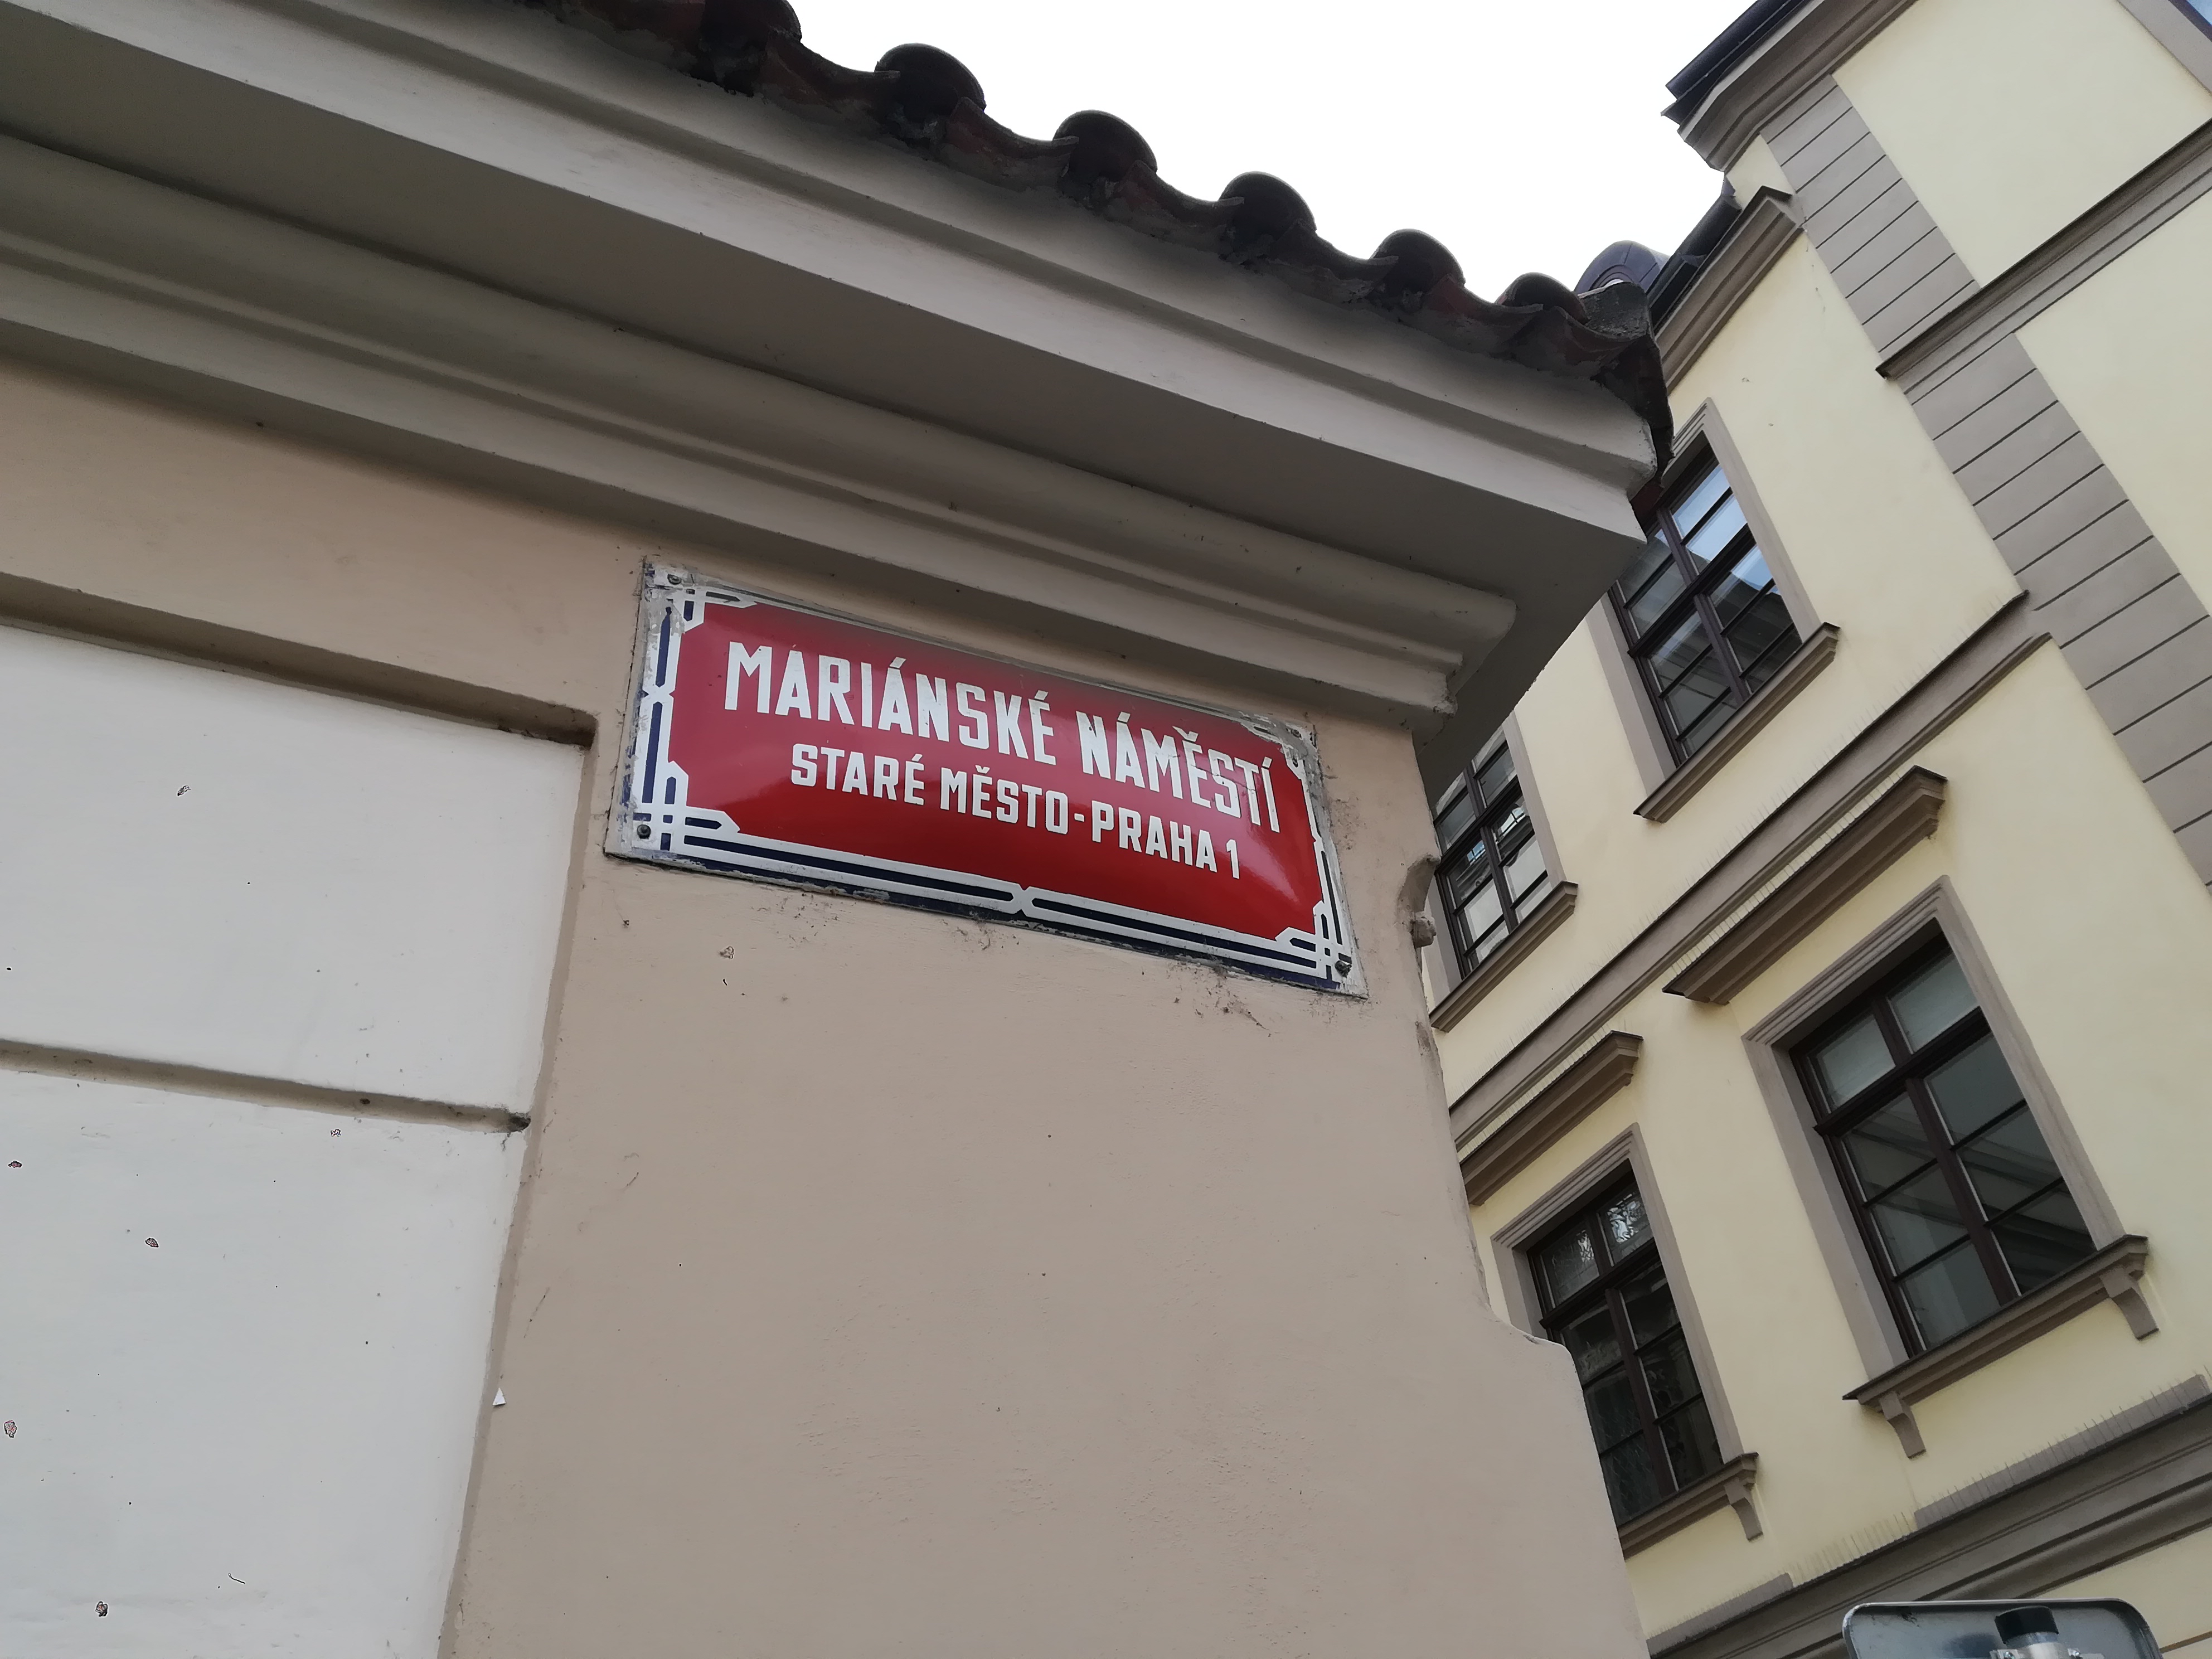 MARIÁNSKÉ NÁMĚSTÍ
STARÉ MĚSTO-PRAHA 1